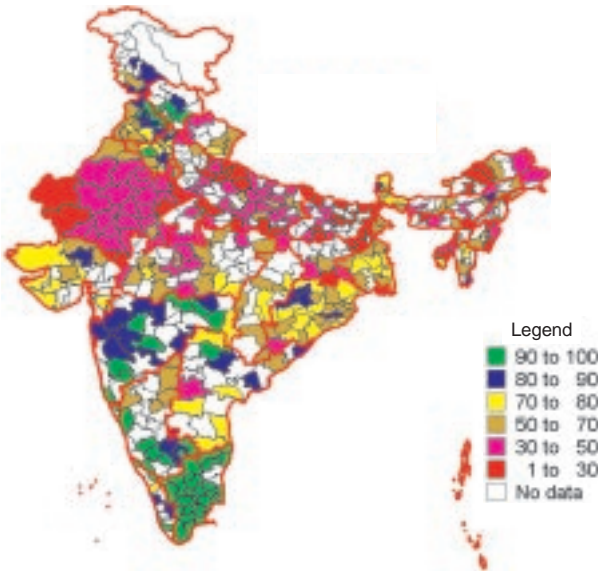 Legend
90 to 100
80 to 90
70 to 80
50 to 70
30 to 50
1 to 30
No data